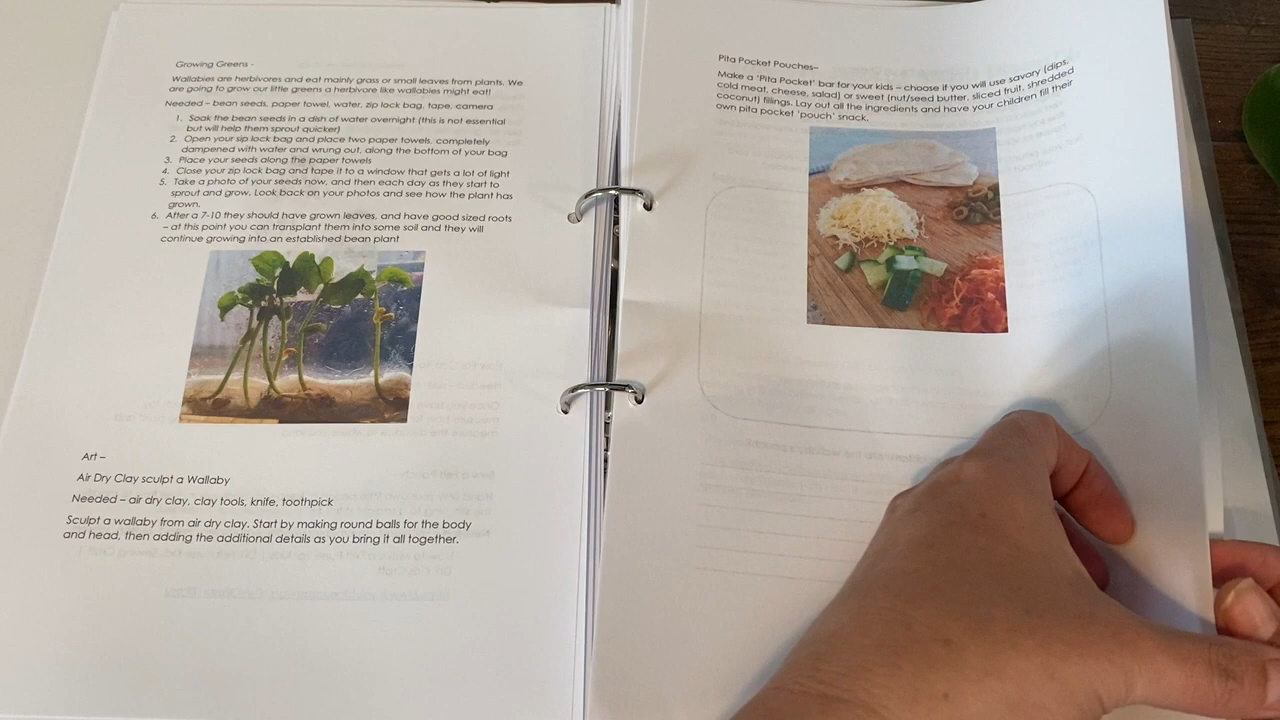 Growing Greens -
Wallabies are herbivores and eat mainly grass or small leaves from plants. We
are going to grow our little greens a herbivore like wallabies might eat!
Needed – bean seeds, paper towel, water, zip lock bag, tape, camera
1. Soak the bean seeds in a dish of water overnight (this is not essential
but will help them sprout quicker)
2. Open your sip lock bag and place two paper towels, completely
dampened with water and wrung out, along the bottom of your bag
3. Place your seeds along the paper towels
4. Close your zip lock bag and tape it to a window that gets a lot of light
5. Take a photo of your seeds now, and then each day as they start to
sprout and grow. Look back on your photos and see how the plant has
grown.
6. After a 7-10 they should have grown leaves, and have good sized roots
– at this point you can transplant them into some soil and they will
continue growing into an established bean plant
Art –
Air Dry Clay sculpt a Wallaby
Needed – air dry clay, clay tools, knife, toothpick
Sculpt a wallaby from air dry clay. Start by making round balls for the body
and head, then adding the additional details as you bring it all together.
Pita Pocket Pouches–
Make a 'Pita Pocket' bar for your kids – choose if you will use savory (dips,
cold meat, cheese, salad) or sweet (nut/seed butter, sliced fruit, shredded
coconut) fillings. Lay out all the ingredients and have your children fill their
own pita pocket 'pouch' snack.